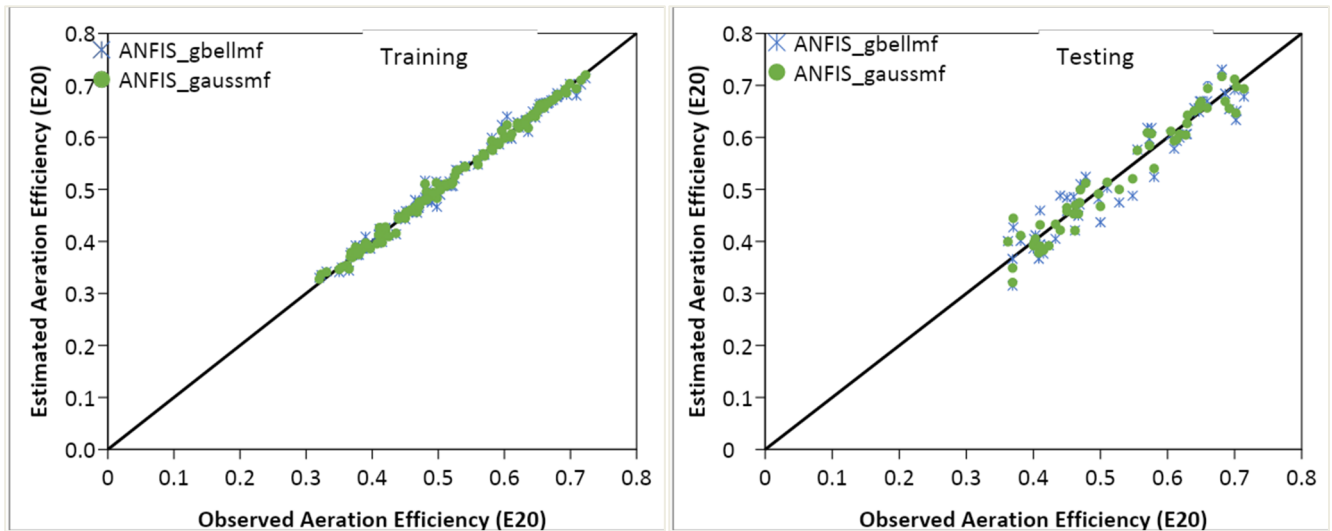 0.8
ANFIS_gbellmf
Training
ANFIS_gaussmf
0.7
0.6
0.5
0.4
0.3
0.2
0.1
0.0
0 0.1 0.2 0.3 0.4 0.5 0.6 0.7 0.8
Estimated Aeration Efficiency (E20)
Observed Aeration Efficiency (E20)
0.8
ANFIS_gbellmf
Testing
ANFIS_gaussmf
0.7
0.6
0.5
0.4
0.3
0.2
0.1
0
0 0.1 0.2 0.3 0.4 0.5 0.6 0.7 0.8
Estimated Aeration Efficiency (E20)
Observed Aeration Efficiency (E20)